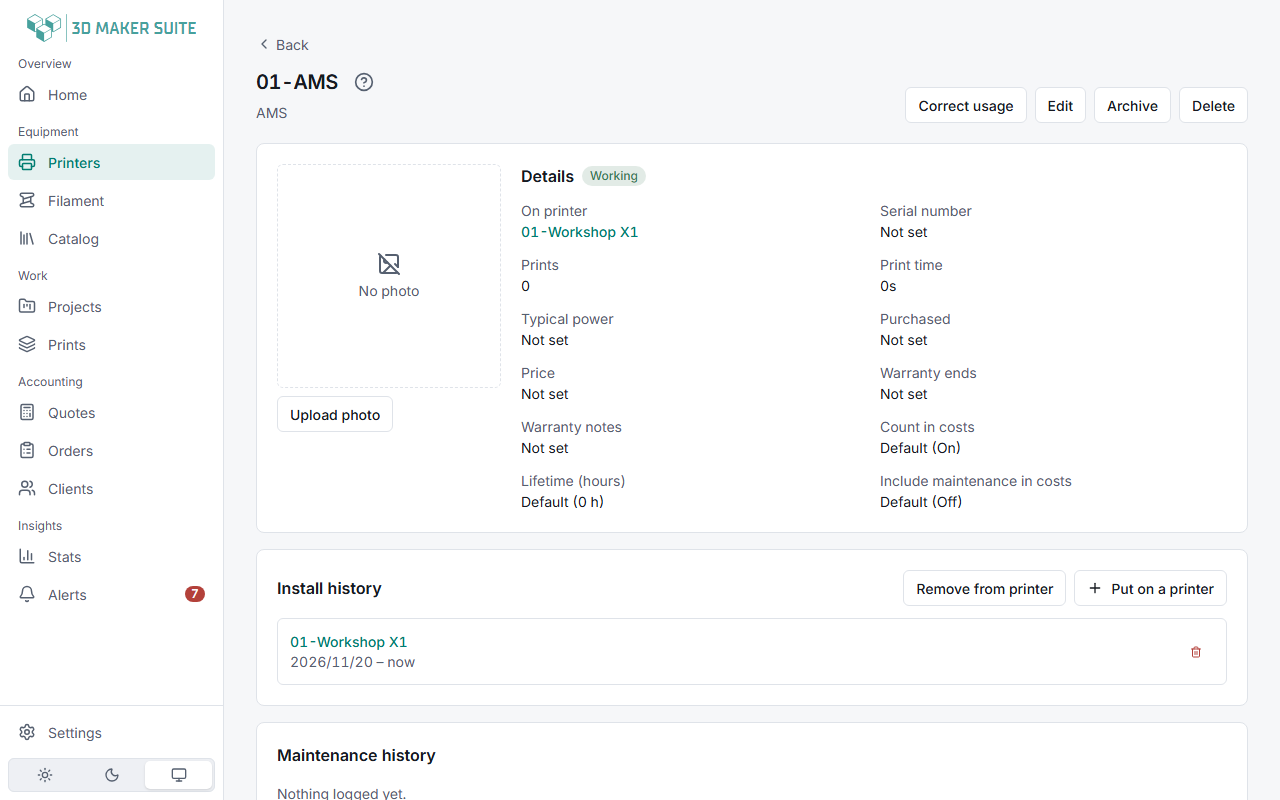 3D MAKER SUITE
Overview
Home
Equipment
Printers
Filament
Catalog
Work
Projects
Prints
Accounting
Quotes
Orders
Clients
Insights
Stats
Alerts 7
Settings
Back
01-AMS
AMS
Correct usage
Edit
Archive
Delete
No photo
Upload photo
Details Working
On printer
01-Workshop X1
Serial number
Not set
Prints
0
Print time
0s
Typical power
Not set
Purchased
Not set
Price
Not set
Warranty ends
Not set
Warranty notes
Not set
Count in costs
Default (On)
Lifetime (hours)
Default (0 h)
Include maintenance in costs
Default (Off)
Install history
Remove from printer
+ Put on a printer
01-Workshop X1
2026/11/20 – now
Maintenance history
Nothing logged yet.